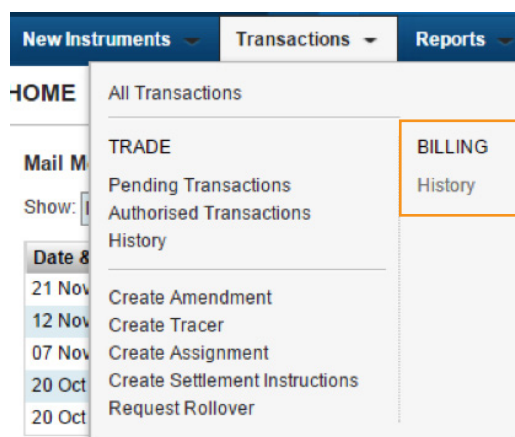 New Instruments Transactions Reports
HOME
All Transactions
TRADE
BILLING
Mail M
Pending Transactions
History
Show:
Authorised Transactions
History
Date &
21 Nov
Create Amendment
12 Nov
Create Tracer
07 Nov
Create Assignment
20 Oct
Create Settlement Instructions
20 Oct
Request Rollover